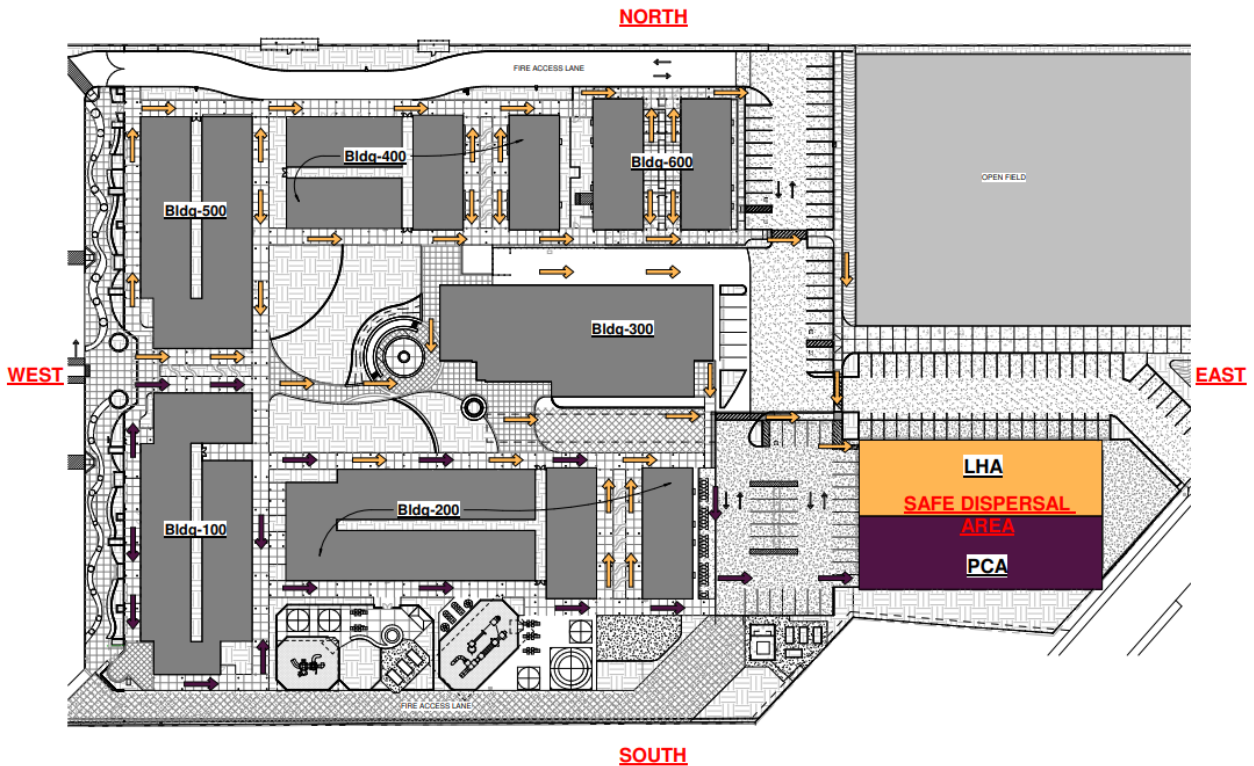 NORTH
FIRE ACCESS LANE
Bldg-400
Bldg-600
OPEN FIELD
Bldg-500
Bldg-300
WEST
EAST
LHA
SAFE DISPERSAL
AREA
PCA
Bldg-200
Bldg-100
FIRE ACCESS LANE
SOUTH